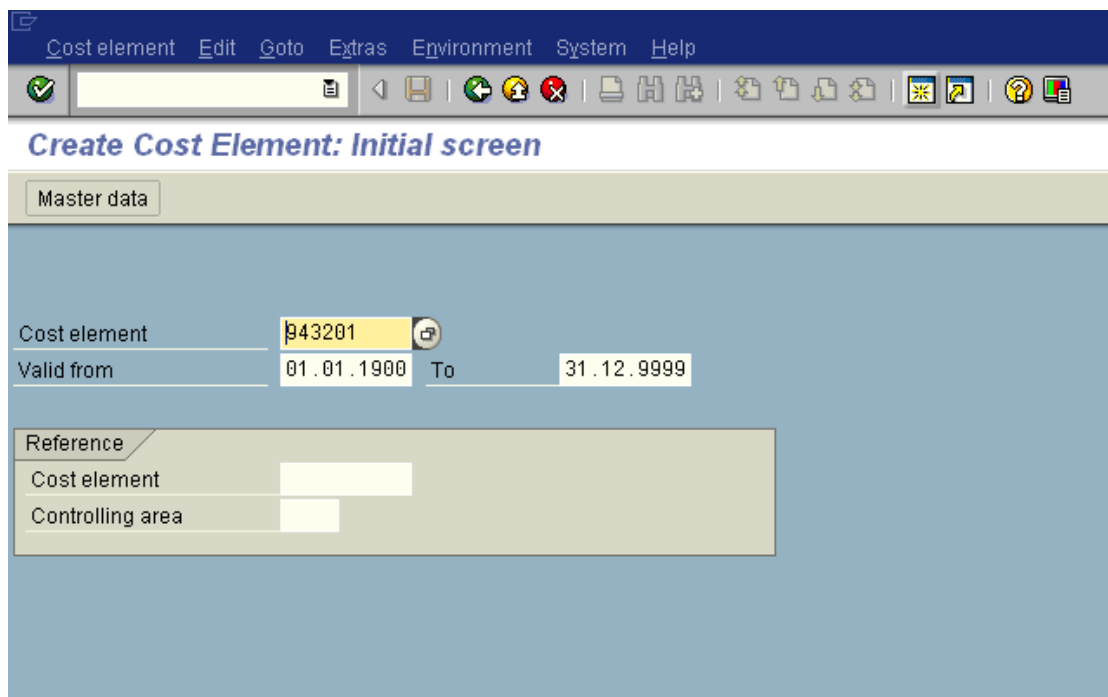 Cost element Edit Goto Extras Environment System Help
Create Cost Element: Initial screen
Master data
Cost element 943201
Valid from 01.01.1900 To 31.12.9999
Reference
Cost element
Controlling area